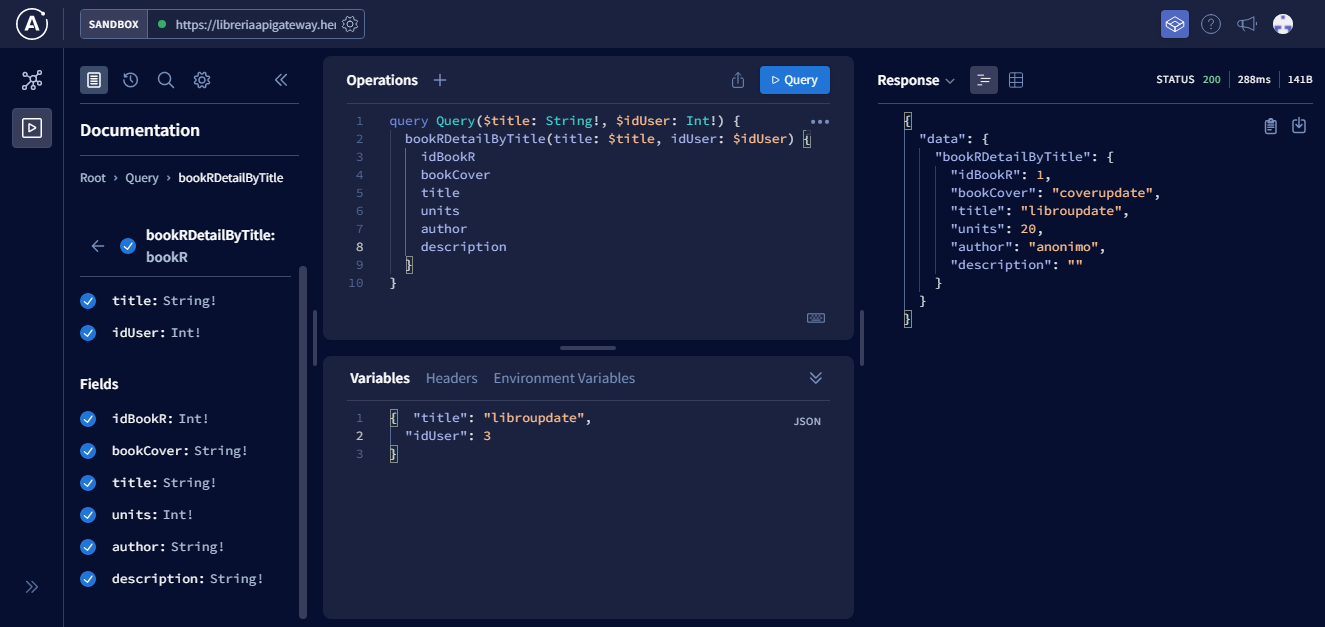 A
SANDBOX
https://libreriaapigateway.her
?
Documentation
Root › Query › bookRDetailByTitle
bookRDetailByTitle:
bookR
title: String!
idUser: Int!
Fields
idBookR: Int!
bookCover: String!
title: String!
units: Int!
author: String!
description: String!
Operations
Query
1 query Query($title: String!, $idUser: Int!) {
2 bookRDetailByTitle(title: $title, idUser: $idUser) {
3 idBookR
4 bookCover
5 title
6 units
7 author
8 description
9 }
10 }
Variables Headers Environment Variables
JSON
1 { "title": "libroupdate",
2 "idUser": 3
3 }
Response
STATUS 200 288ms 141B
{
"data": {
"bookRDetailByTitle": {
"idBookR": 1,
"bookCover": "coverupdate",
"title": "libroupdate",
"units": 20,
"author": "anonimo",
"description": ""
}
}
}